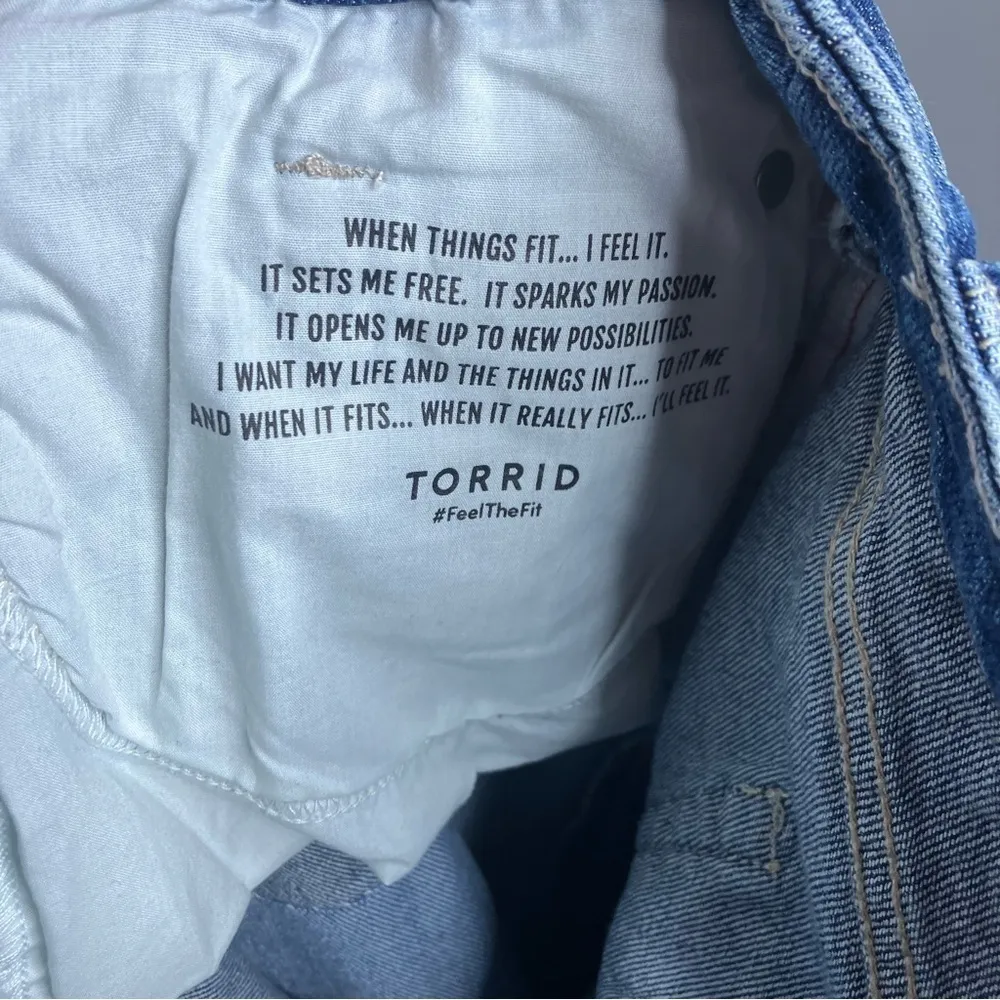 WHEN THINGS FIT... I FEEL IT.
IT SETS ME FREE. IT SPARKS MY PASSION.
IT OPENS ME UP TO NEW POSSIBILITIES.
I WANT MY LIFE AND THE THINGS IN IT... TO FIT ME
AND WHEN IT FITS... WHEN IT REALLY FITS... I'LL FEEL IT.
TORRID
#FeelTheFit